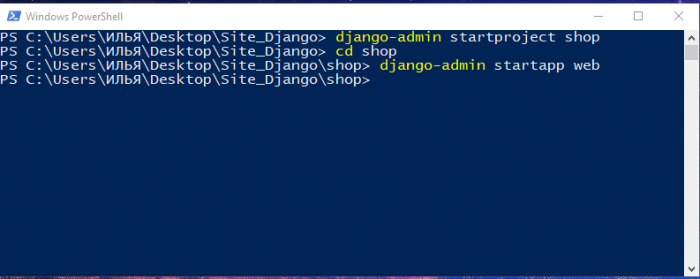 Windows PowerShell
PS C:\Users\ИЛЬЯ\Desktop\Site_Django> django-admin startproject shop
PS C:\Users\ИЛЬЯ\Desktop\Site_Django> cd shop
PS C:\Users\ИЛЬЯ\Desktop\Site_Django\shop> django-admin startapp web
PS C:\Users\ИЛЬЯ\Desktop\Site_Django\shop>